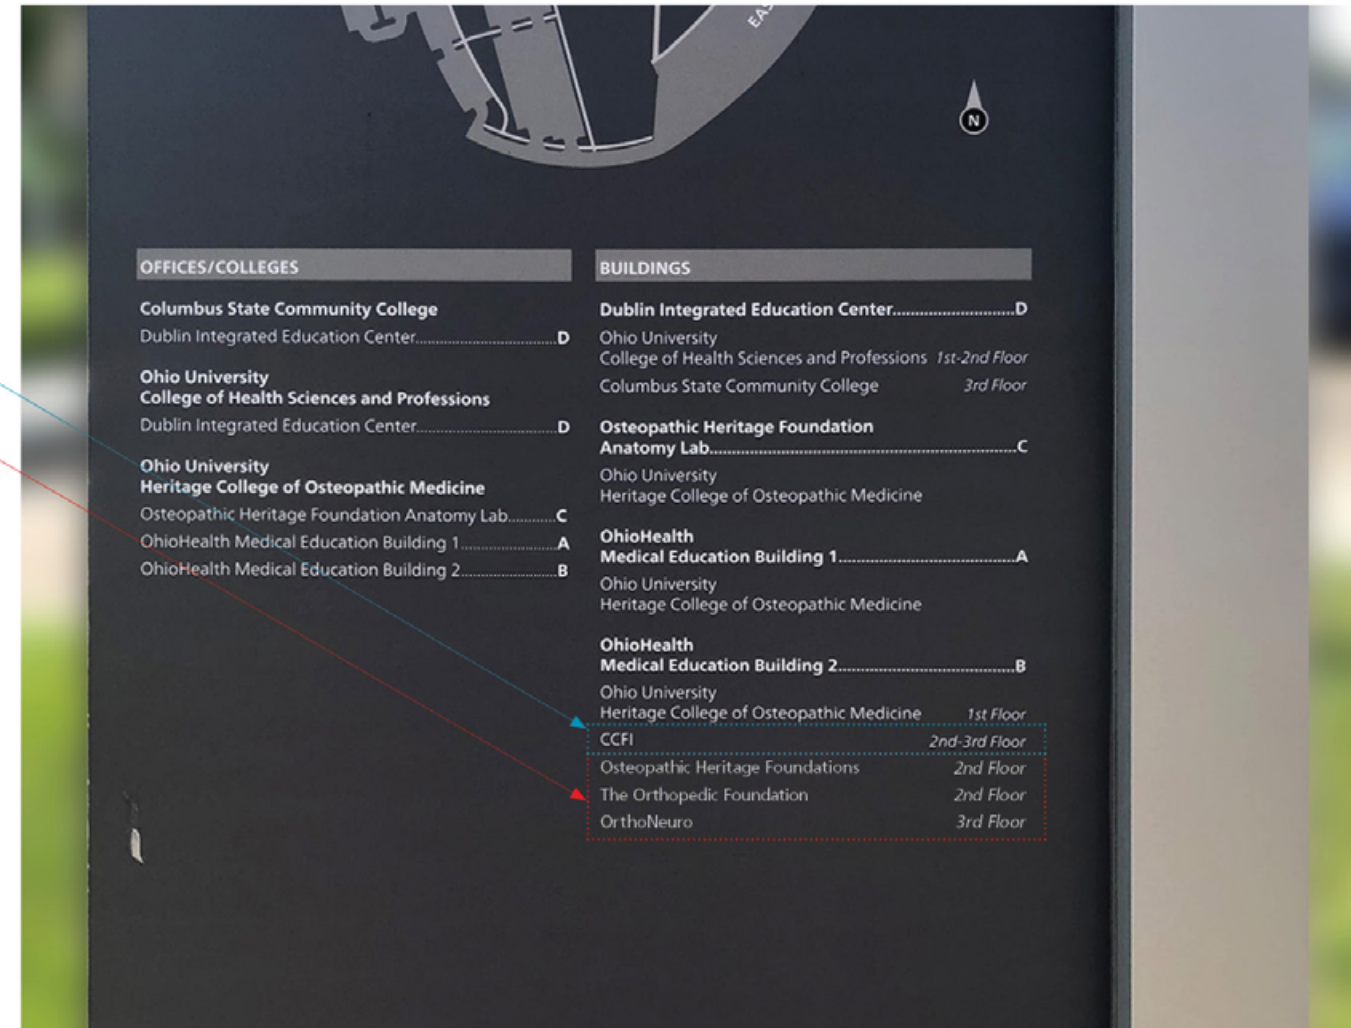 EAS
N
OFFICES/COLLEGES
Columbus State Community College
Dublin Integrated Education Center..............................D
Ohio University
College of Health Sciences and Professions
Dublin Integrated Education Center..............................D
Ohio University
Heritage College of Osteopathic Medicine
Osteopathic Heritage Foundation Anatomy Lab..........C
OhioHealth Medical Education Building 1....................A
OhioHealth Medical Education Building 2....................B
BUILDINGS
Dublin Integrated Education Center..............................D
Ohio University
College of Health Sciences and Professions 1st-2nd Floor
Columbus State Community College 3rd Floor
Osteopathic Heritage Foundation
Anatomy Lab..............................................................C
Ohio University
Heritage College of Osteopathic Medicine
OhioHealth
Medical Education Building 1.....................................A
Ohio University
Heritage College of Osteopathic Medicine
OhioHealth
Medical Education Building 2.....................................B
Ohio University
Heritage College of Osteopathic Medicine 1st Floor
CCFI 2nd-3rd Floor
Osteopathic Heritage Foundations 2nd Floor
The Orthopedic Foundation 2nd Floor
OrthoNeuro 3rd Floor